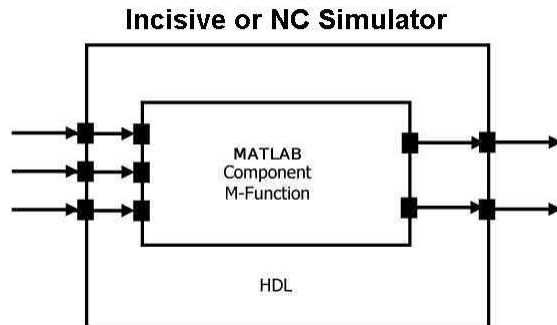 Incisive or NC Simulator
MATLAB
Component
M-Function
HDL